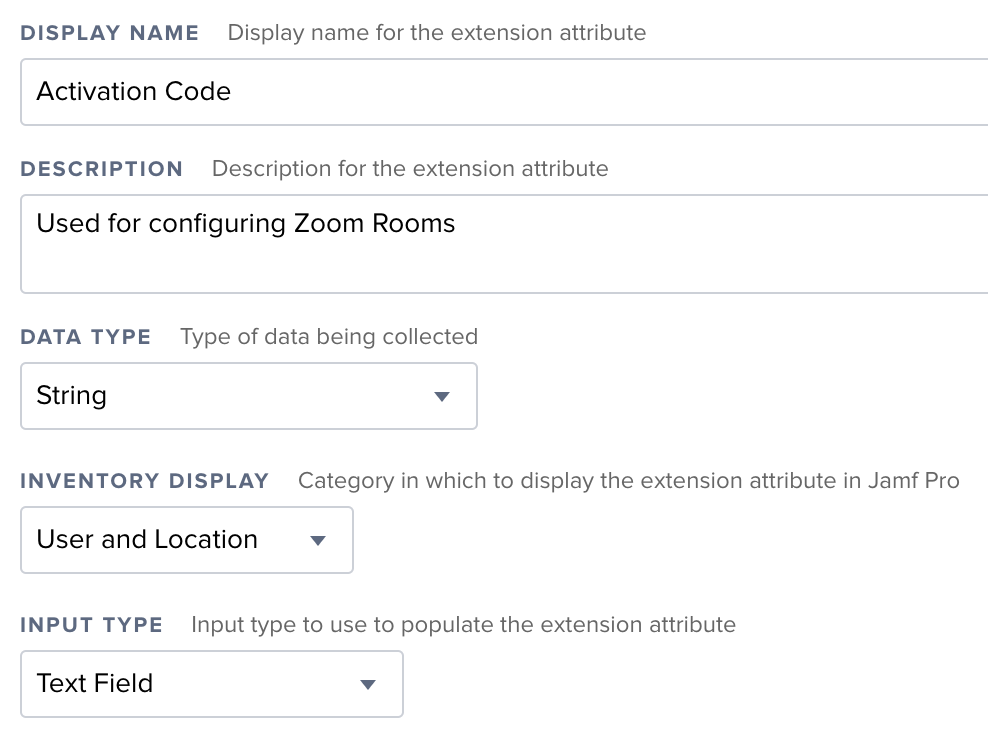 DISPLAY NAME Display name for the extension attribute
Activation Code
DESCRIPTION Description for the extension attribute
Used for configuring Zoom Rooms
DATA TYPE Type of data being collected
String
INVENTORY DISPLAY Category in which to display the extension attribute in Jamf Pro
User and Location
INPUT TYPE Input type to use to populate the extension attribute
Text Field